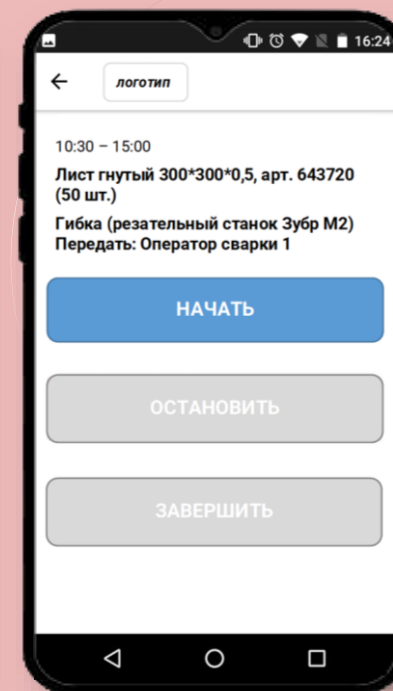 16:24
логотип
10:30 – 15:00
Лист гнутый 300*300*0,5, арт. 643720
(50 шт.)
Гибка (резательный станок Зубр М2)
Передать: Оператор сварки 1
НАЧАТЬ
ОСТАНОВИТЬ
ЗАВЕРШИТЬ